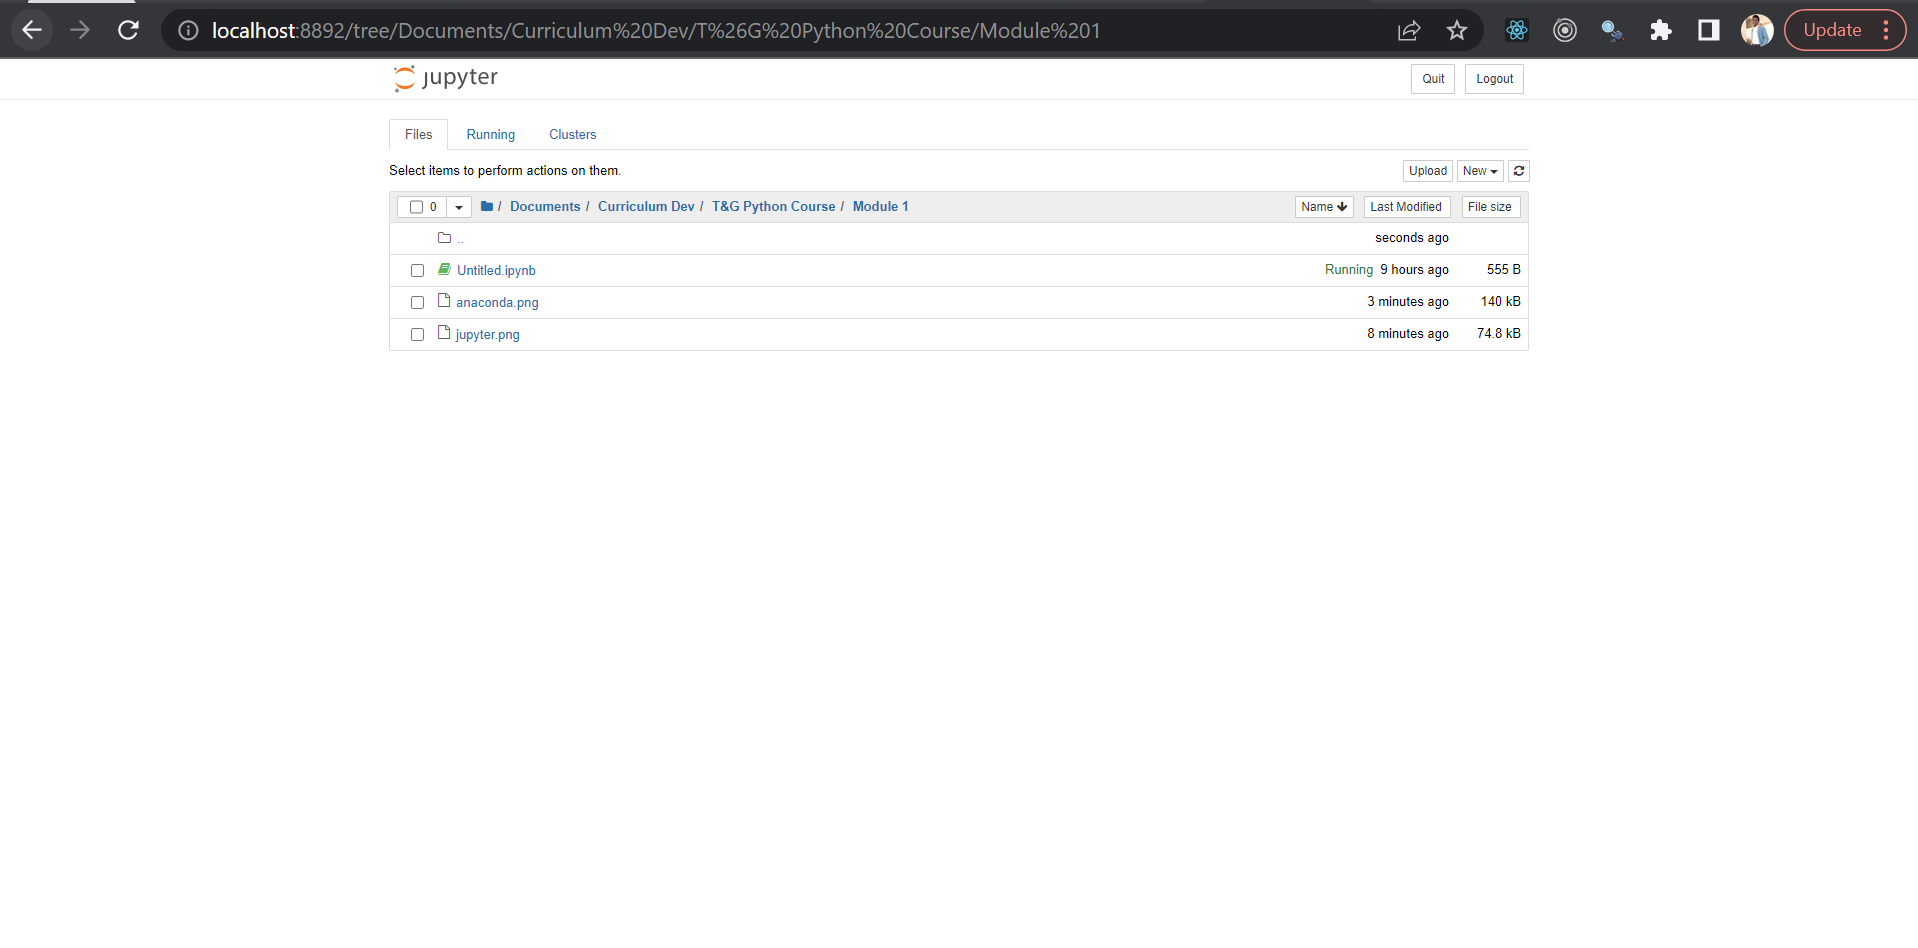 localhost:8892/tree/Documents/Curriculum%20Dev/T%26G%20Python%20Course/Module%201
Update
jupyter
Quit Logout
Files Running Clusters
Select items to perform actions on them.
Upload New
0 / Documents / Curriculum Dev / T&G Python Course / Module 1 Name Last Modified File size
.. seconds ago
Untitled.ipynb Running 9 hours ago 555 B
anaconda.png 3 minutes ago 140 kB
jupyter.png 8 minutes ago 74.8 kB